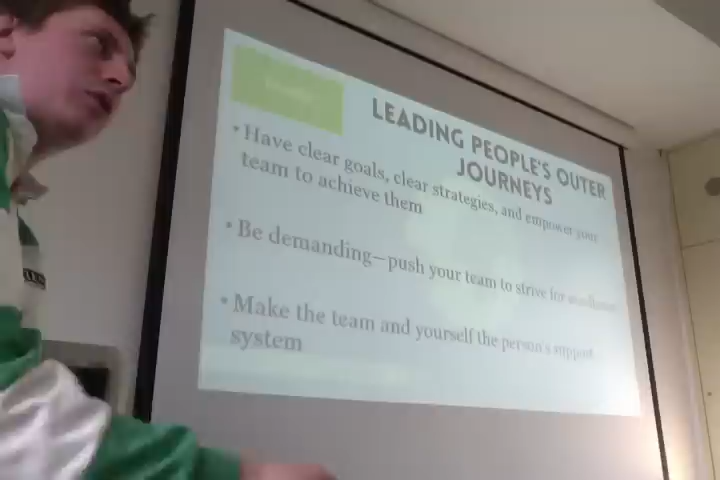 LEADING PEOPLE'S OUTER
JOURNEYS
• Have clear goals, clear strategies, and empower your
team to achieve them
• Be demanding—push your team to strive for
• Make the team and yourself the person's support
system